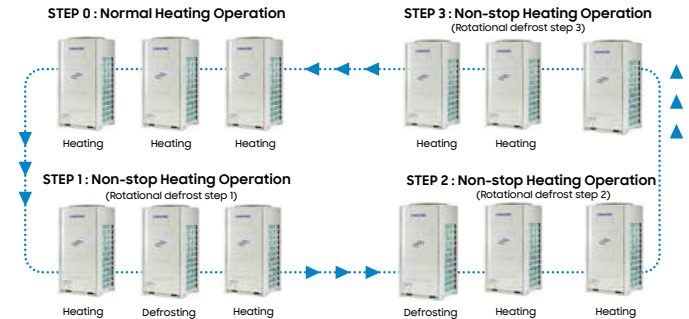 STEP 0 : Normal Heating Operation
Heating
Heating
Heating
STEP 3 : Non-stop Heating Operation
(Rotational defrost step 3)
Heating
Heating
STEP 1 : Non-stop Heating Operation
(Rotational defrost step 1)
Heating
Defrosting
Heating
STEP 2 : Non-stop Heating Operation
(Rotational defrost step 2)
Defrosting
Heating
Heating